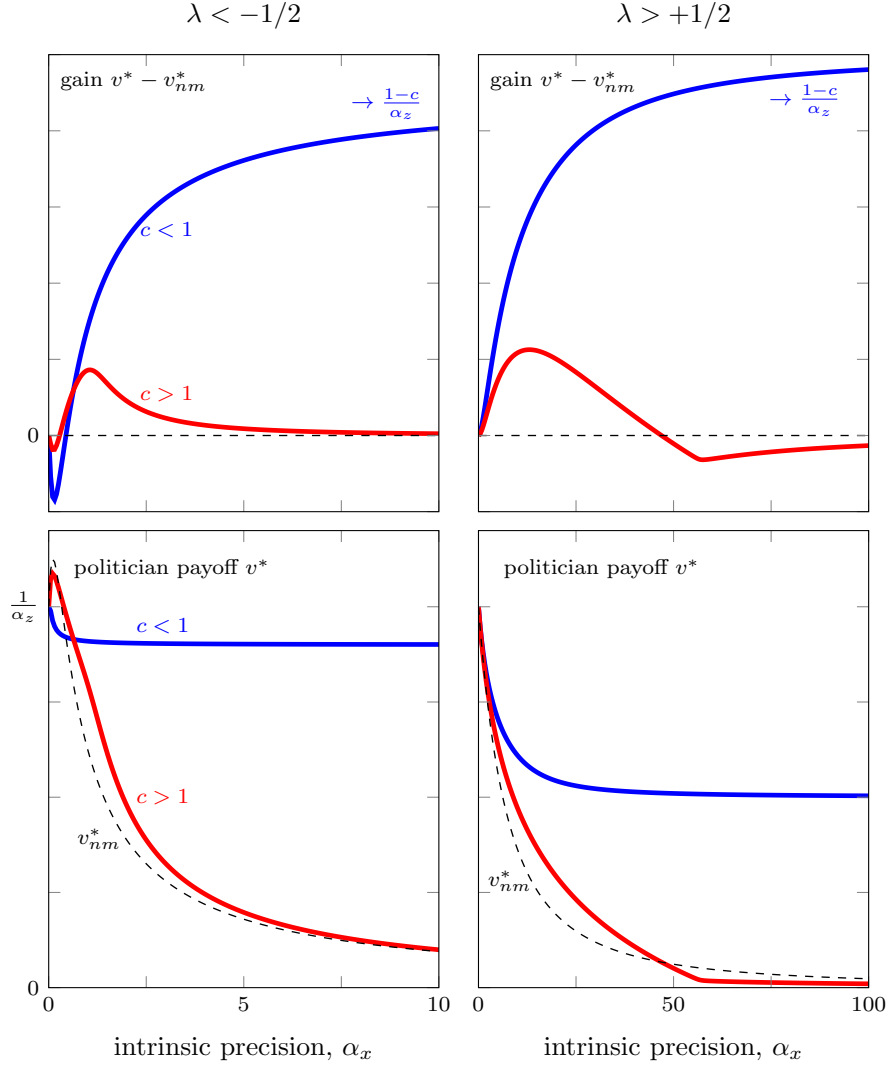 λ < −1/2
λ > +1/2
gain v* − v*nm
→ 1−c/αz
c < 1
c > 1
0
gain v* − v*nm
→ 1−c/αz
politician payoff v*
1/αz
c < 1
c > 1
v*nm
0
0
5
10
intrinsic precision, αx
politician payoff v*
v*nm
0
50
100
intrinsic precision, αx